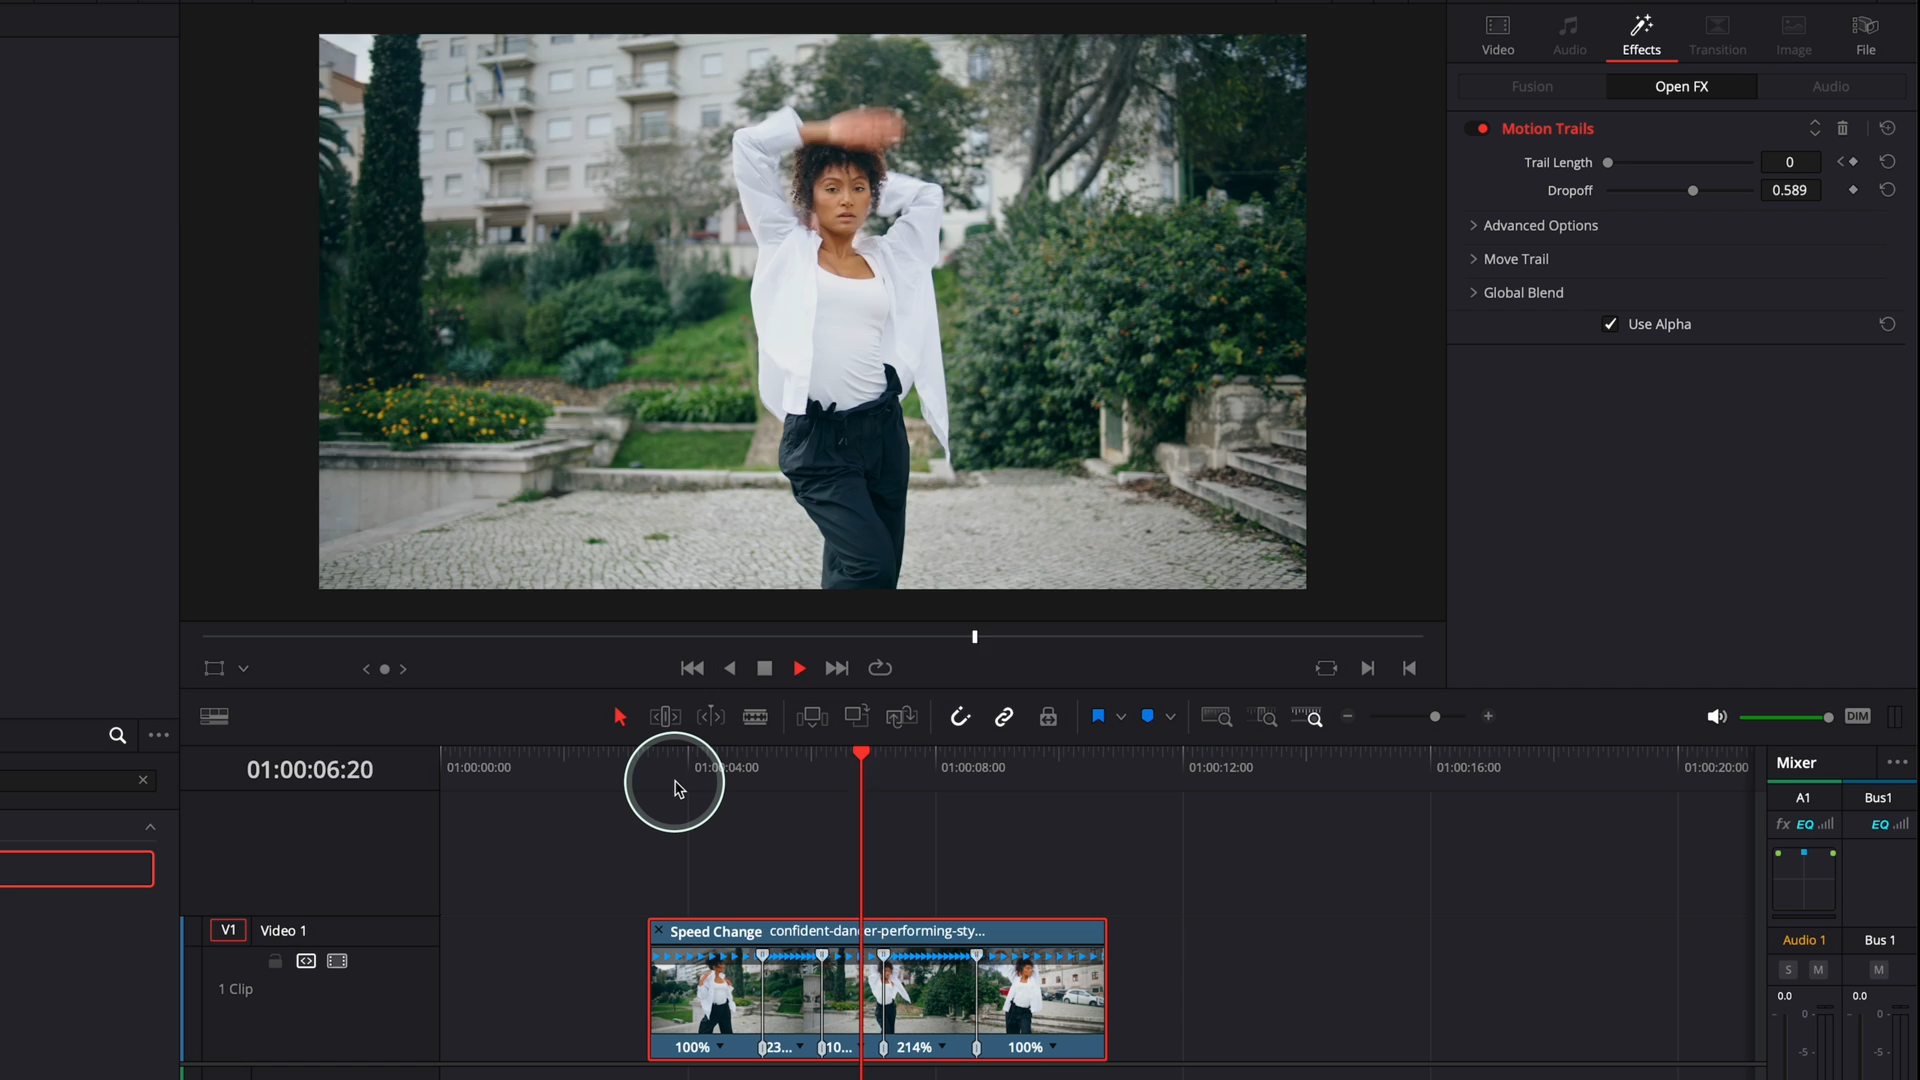 Video
Audio
Effects
Transition
Image
File
Fusion
Open FX
Audio
Motion Trails
Trail Length
0
Dropoff
0.589
Advanced Options
Move Trail
Global Blend
Use Alpha
DIM
01:00:06:20
01:00:00:00
01:00:04:00
01:00:08:00
01:00:12:00
01:00:16:00
01:00:20:00
Mixer
A1
Bus1
fx EQ
EQ
V1
Video 1
1 Clip
Speed Change confident-dancer-performing-sty...
100%
23...
10...
214%
100%
Audio 1
Bus 1
S
M
M
0.0
0.0
0
0
-5
-5